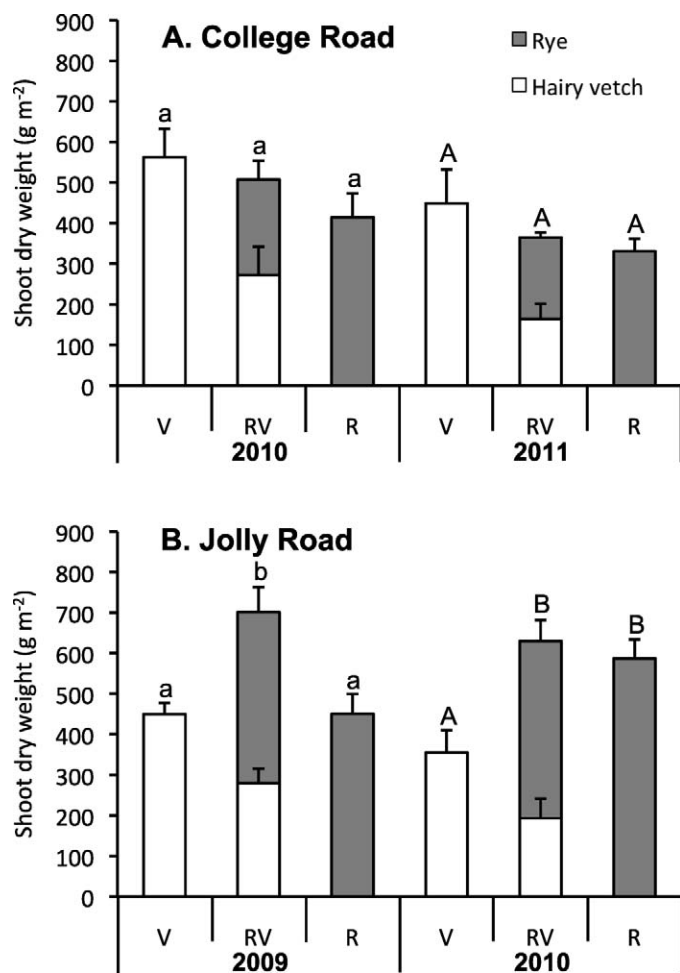 A. College Road
Rye
Hairy vetch
Shoot dry weight (g m⁻²)
900
800
700
600
500
400
300
200
100
0
a
a
a
A
A
A
V
RV
R
V
RV
R
2010
2011
B. Jolly Road
Shoot dry weight (g m⁻²)
900
800
700
600
500
400
300
200
100
0
a
b
a
A
B
B
V
RV
R
V
RV
R
2009
2010